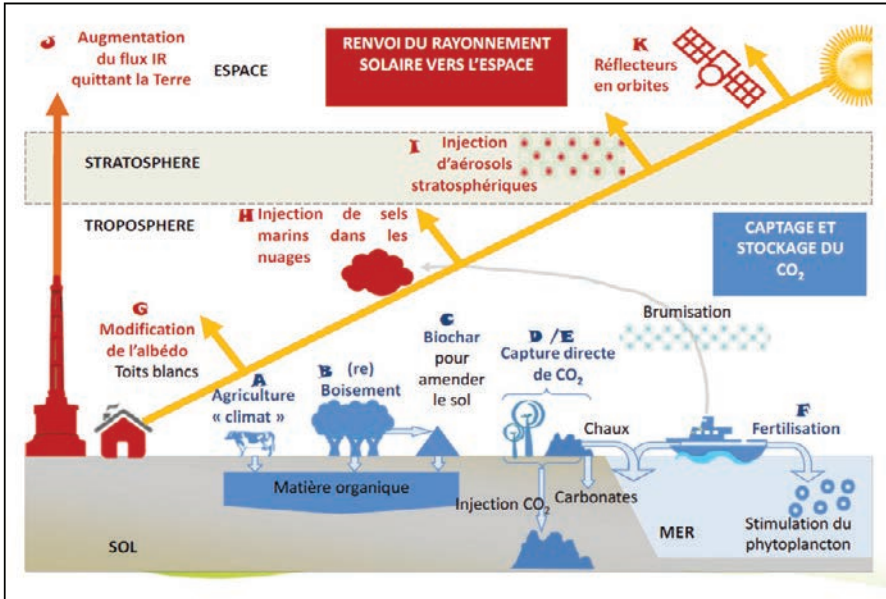 J Augmentation
du flux IR
quittant la Terre
ESPACE
RENVOI DU RAYONNEMENT
SOLAIRE VERS L'ESPACE
K
Réflecteurs
en orbites
STRATOSPHERE
I Injection
d'aérosols
stratosphériques
TROPOSPHERE
H Injection de sels
marins dans les
nuages
CAPTAGE ET
STOCKAGE DU
CO2
G
Modification
de l'albédo
Toits blancs
A
Agriculture
« climat »
B (re)
Boisement
C
Biochar
pour
amender
le sol
D /E
Capture directe
de CO2
Brumisation
Chaux
F
Fertilisation
Matière organique
Injection CO2
Carbonates
Stimulation du
phytoplancton
SOL
MER